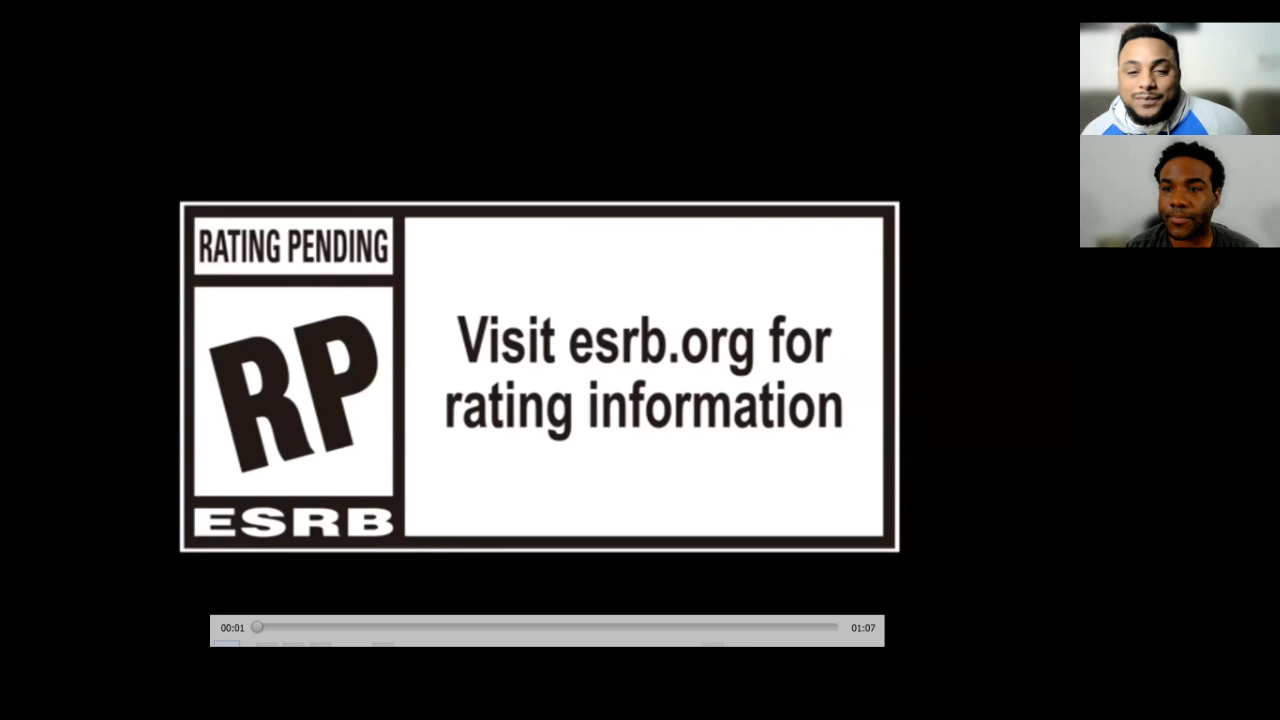 RATING PENDING
RP
ESRB
Visit esrb.org for
rating information
00:01
01:07